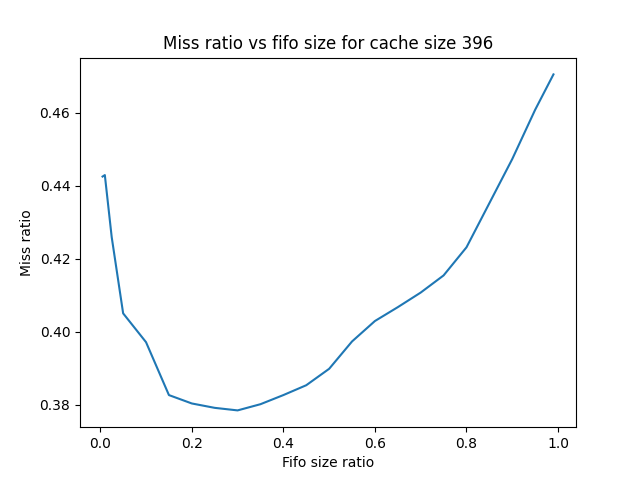 Miss ratio vs fifo size for cache size 396
0.46
0.44
0.42
0.40
0.38
Miss ratio
0.0 0.2 0.4 0.6 0.8 1.0
Fifo size ratio